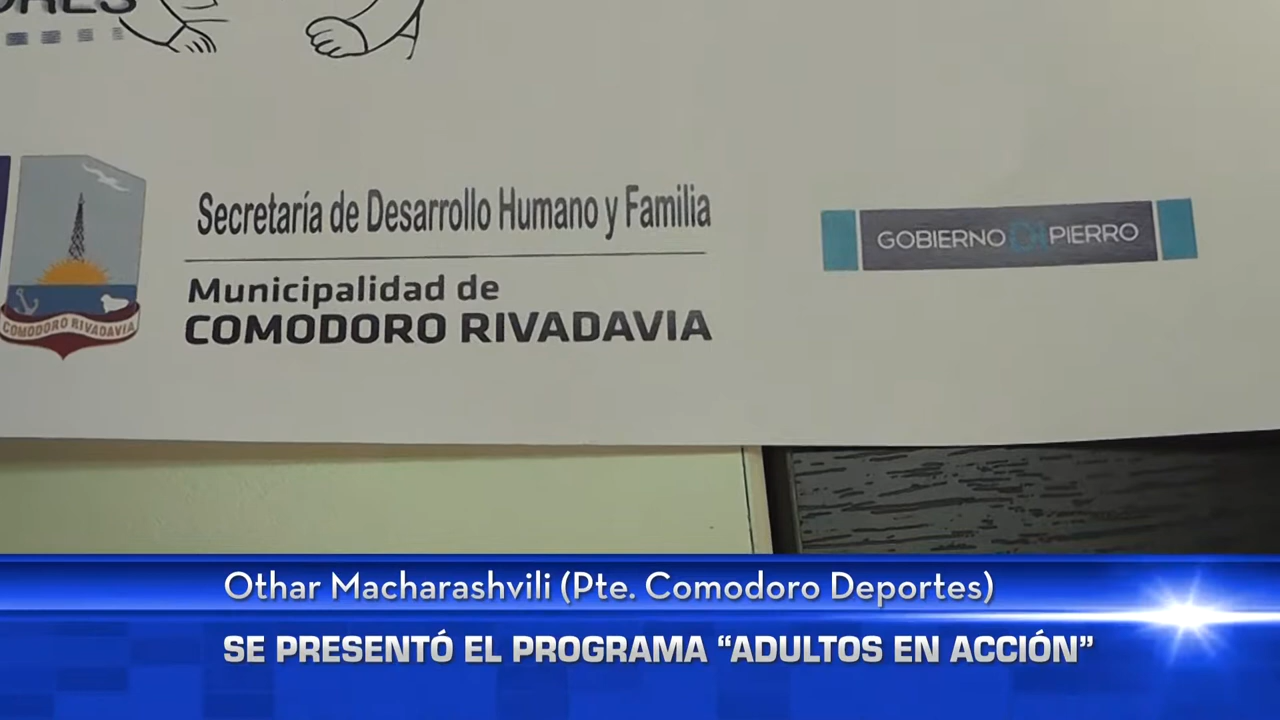 COMODORO RIVADAVIA
Secretaría de Desarrollo Humano y Familia
Municipalidad de
COMODORO RIVADAVIA
GOBIERNO DI PIERRO
Othar Macharashvili (Pte. Comodoro Deportes)
SE PRESENTÓ EL PROGRAMA “ADULTOS EN ACCIÓN”